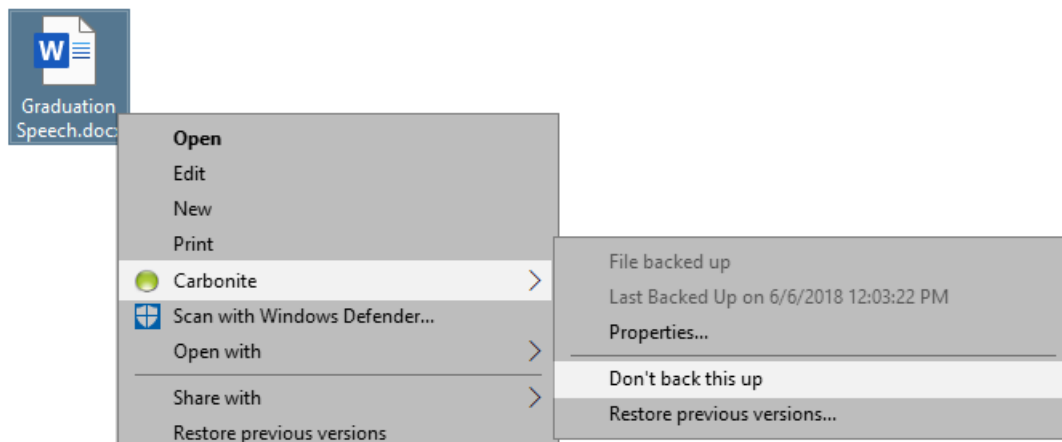 W
Graduation
Speech.doc
Open
Edit
New
Print
Carbonite
Scan with Windows Defender...
Open with
Share with
Restore previous versions
File backed up
Last Backed Up on 6/6/2018 12:03:22 PM
Properties...
Don't back this up
Restore previous versions...